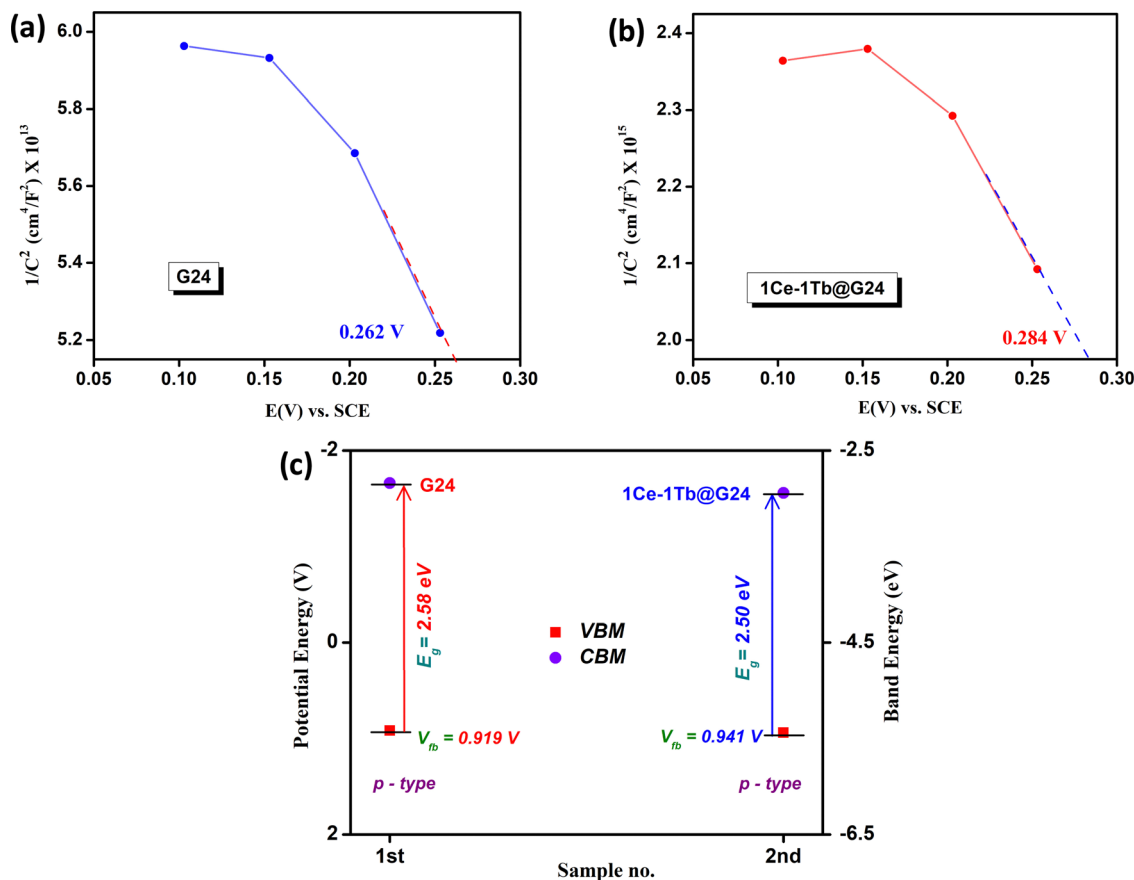 (a)
6.0
5.8
5.6
5.4
5.2
1/C² (cm⁴/F²) X 10¹³
G24
0.262 V
0.05 0.10 0.15 0.20 0.25 0.30
E(V) vs. SCE
(b)
2.4
2.3
2.2
2.1
2.0
1/C² (cm⁴/F²) X 10¹⁵
1Ce-1Tb@G24
0.284 V
0.05 0.10 0.15 0.20 0.25 0.30
E(V) vs. SCE
(c)
-2
0
2
Potential Energy (V)
G24
E_g = 2.58 eV
V_fb = 0.919 V
p - type
VBM
CBM
1Ce-1Tb@G24
E_g = 2.50 eV
V_fb = 0.941 V
p - type
-2.5
-4.5
-6.5
Band Energy (eV)
1st 2nd
Sample no.